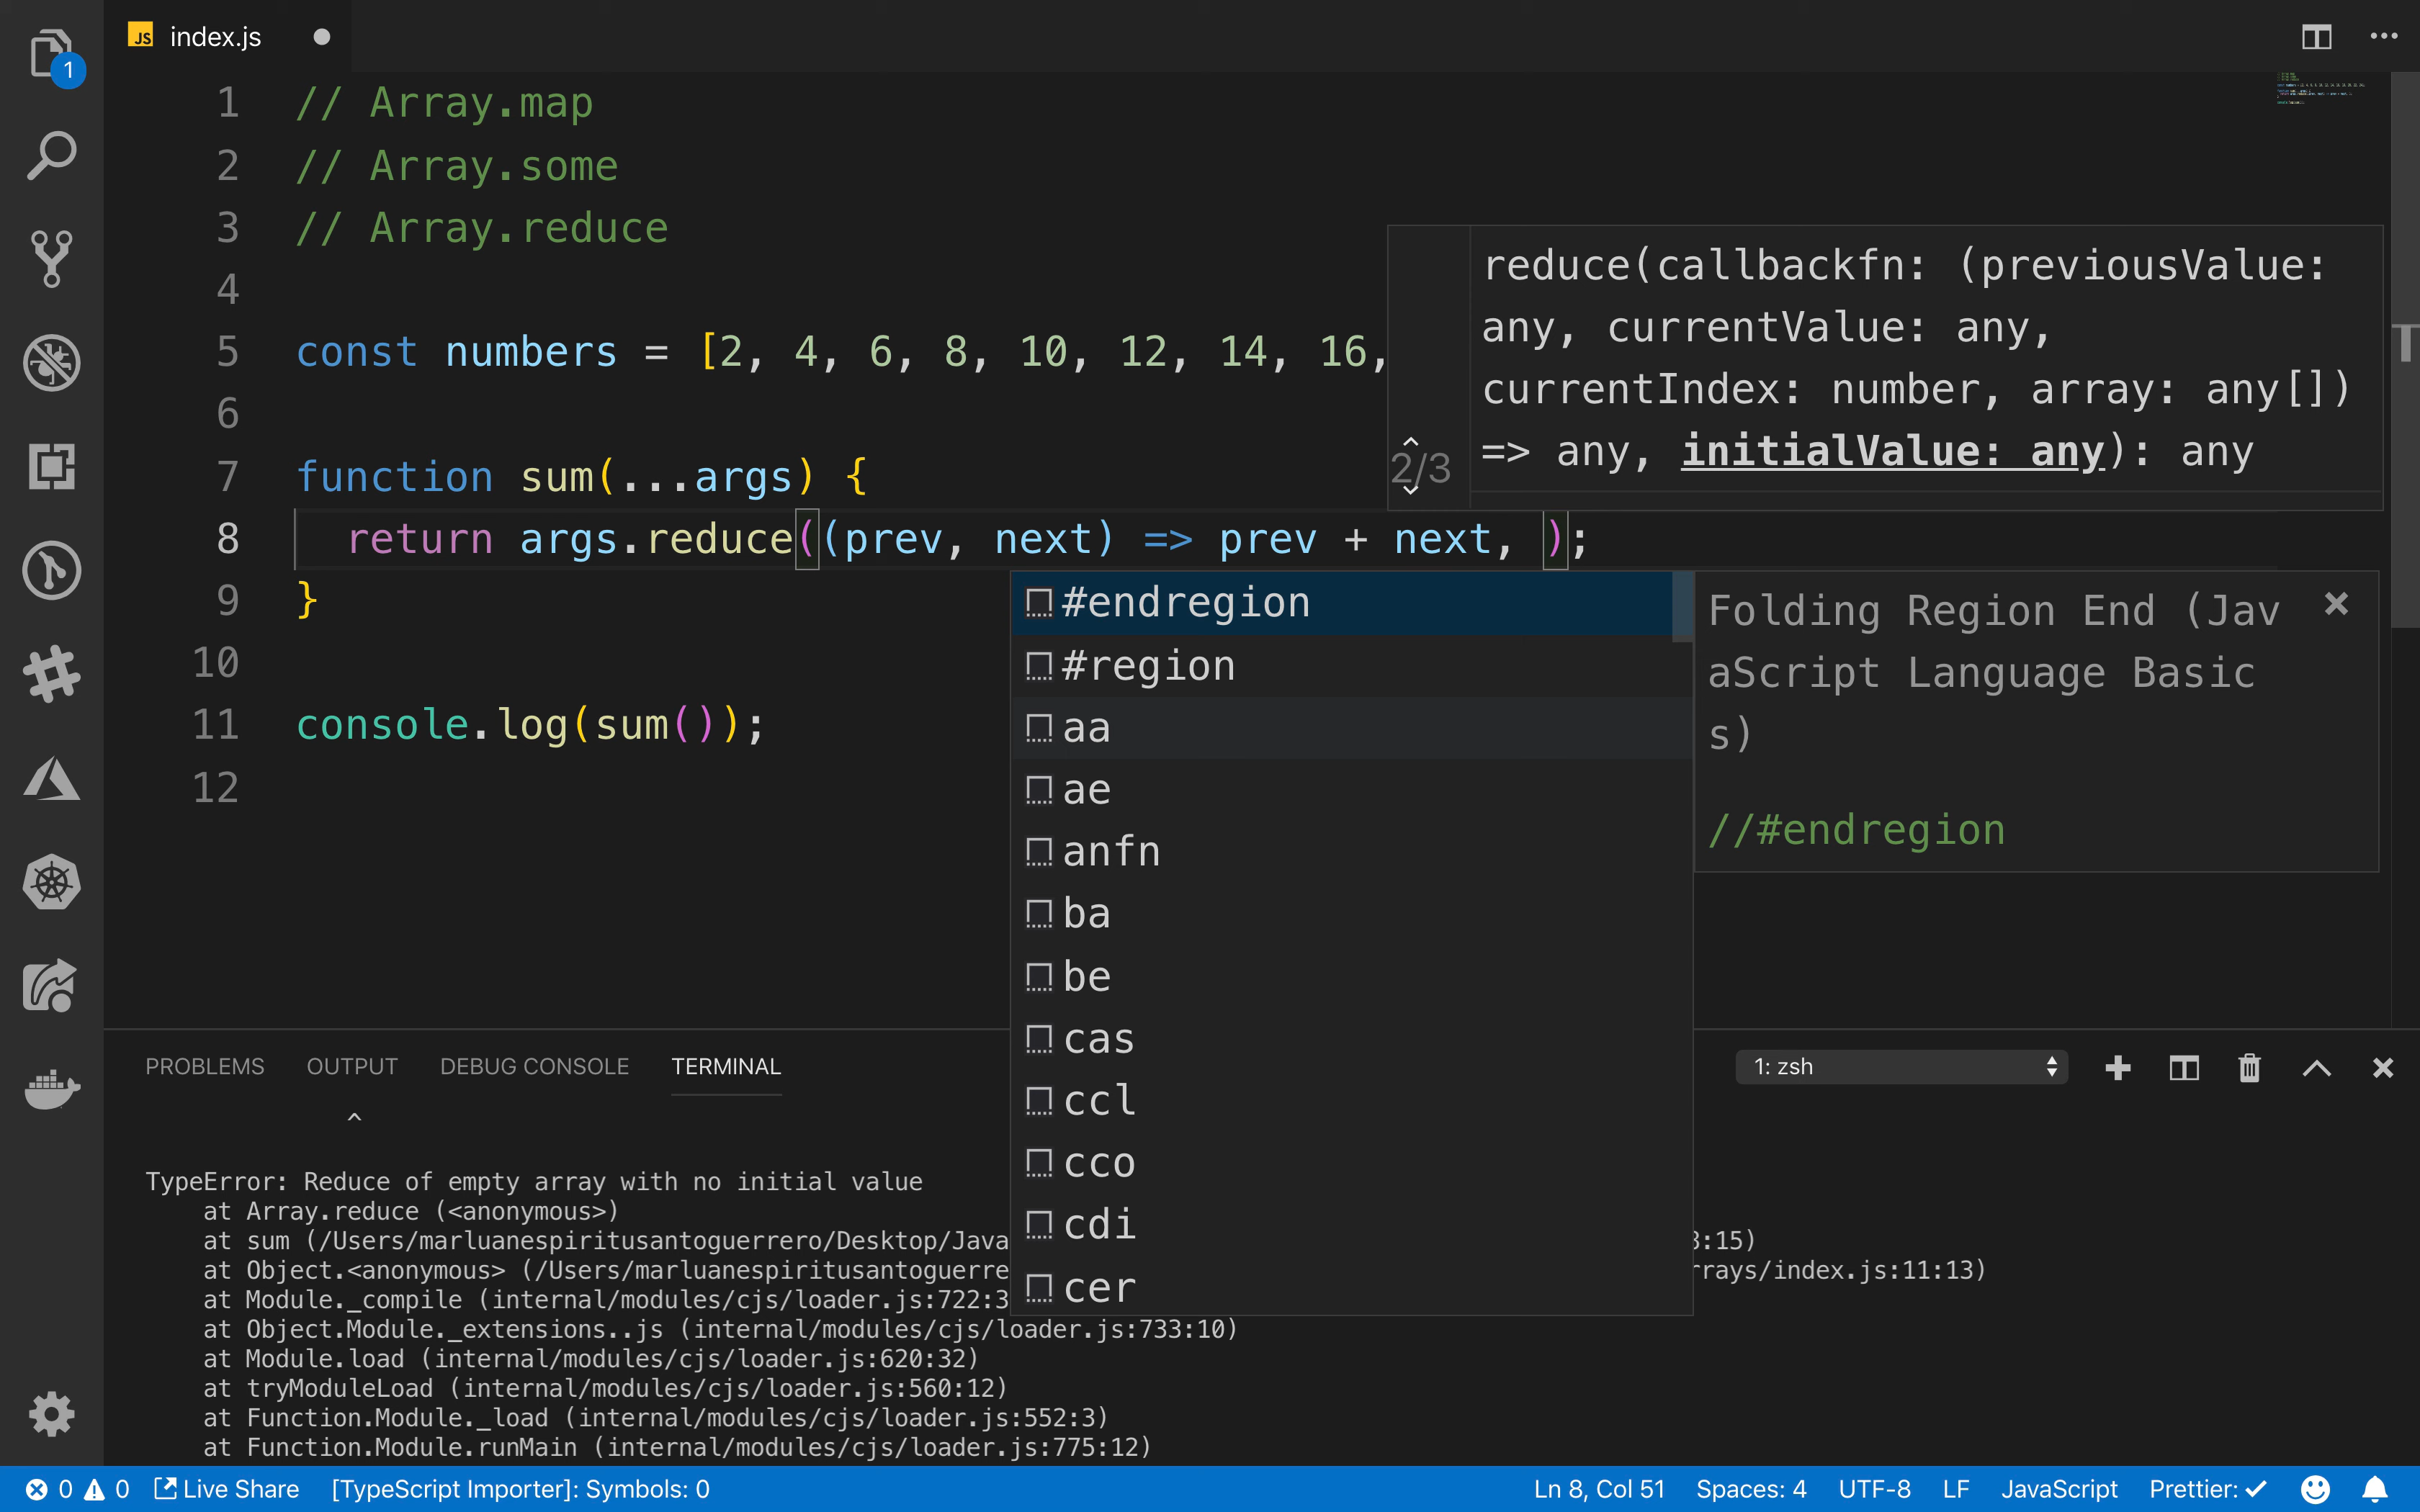 JS index.js
1
1 // Array.map
2 // Array.some
3 // Array.reduce
4
5 const numbers = [2, 4, 6, 8, 10, 12, 14, 16,
6
7 function sum(...args) {
8 return args.reduce((prev, next) => prev + next, );
9 }
10
11 console.log(sum());
12
reduce(callbackfn: (previousValue:
any, currentValue: any,
currentIndex: number, array: any[])
2/3 => any, initialValue: any): any
#endregion
#region
aa
ae
anfn
ba
be
cas
ccl
cco
cdi
cer
Folding Region End (Jav
aScript Language Basic
s)
//#endregion
PROBLEMS OUTPUT DEBUG CONSOLE TERMINAL 1: zsh
^
TypeError: Reduce of empty array with no initial value
at Array.reduce (<anonymous>)
at sum (/Users/marluanespiritusantoguerrero/Desktop/Java :15)
at Object.<anonymous> (/Users/marluanespiritusantoguerre rrays/index.js:11:13)
at Module._compile (internal/modules/cjs/loader.js:722:3
at Object.Module._extensions..js (internal/modules/cjs/loader.js:733:10)
at Module.load (internal/modules/cjs/loader.js:620:32)
at tryModuleLoad (internal/modules/cjs/loader.js:560:12)
at Function.Module._load (internal/modules/cjs/loader.js:552:3)
at Function.Module.runMain (internal/modules/cjs/loader.js:775:12)
0 0 Live Share [TypeScript Importer]: Symbols: 0 Ln 8, Col 51 Spaces: 4 UTF-8 LF JavaScript Prettier: ✓